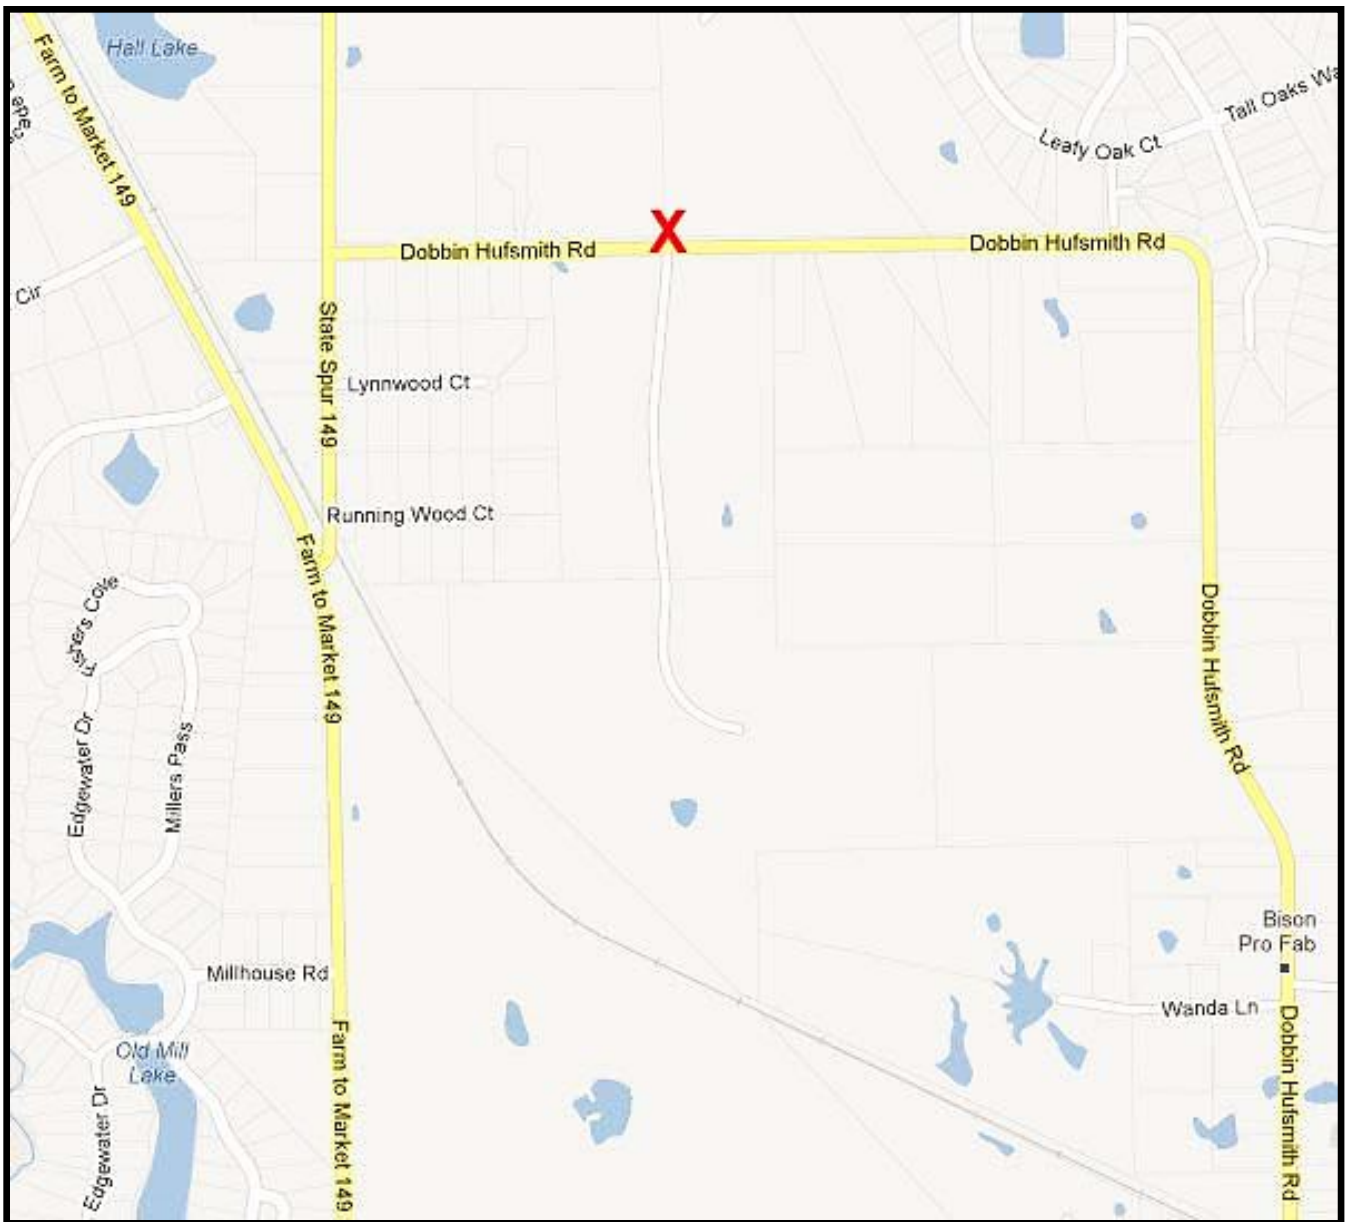 Hall Lake
Farm to Market 149
Tall Oaks Wa
Leafy Oak Ct
X
Dobbin Hufsmith Rd
Dobbin Hufsmith Rd
Cir
State Spur 149
Lynnwood Ct
Running Wood Ct
Farm to Market 149
Fishers Cove
Dobbin Hufsmith Rd
Edgewater Dr
Millers Pass
Bison
Pro Fab
Millhouse Rd
Wanda Ln
Old Mill
Lake
Farm to Market 149
Dobbin Hufsmith Rd
Edgewater Dr